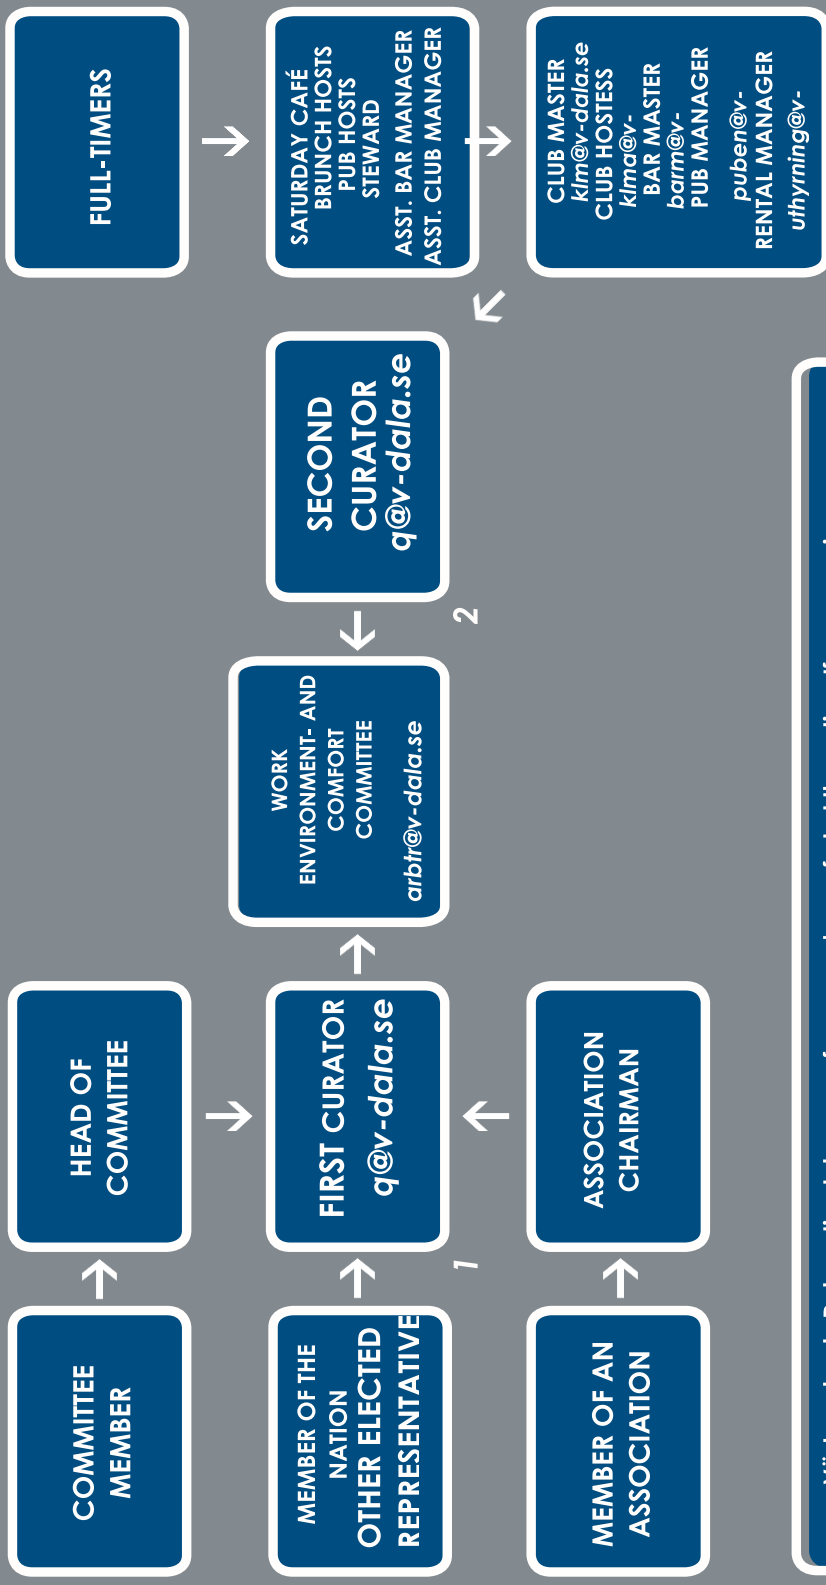 COMMITTEE
MEMBER
HEAD OF
COMMITTEE
FULL-TIMERS
MEMBER OF THE
NATION
OTHER ELECTED
REPRESENTATIVE
FIRST CURATOR
q@v-dala.se
1
WORK
ENVIRONMENT- AND
COMFORT
COMMITTEE
arbtr@v-dala.se
SECOND
CURATOR
q@v-dala.se
2
SATURDAY CAFÉ
BRUNCH HOSTS
PUB HOSTS
STEWARD
ASST. BAR MANAGER
ASST. CLUB MANAGER
MEMBER OF AN
ASSOCIATION
ASSOCIATION
CHAIRMAN
CLUB MASTER
klm@v-dala.se
CLUB HOSTESS
klma@v-
BAR MASTER
barm@v-
PUB MANAGER
puben@v-
RENTAL MANAGER
uthyrning@v-